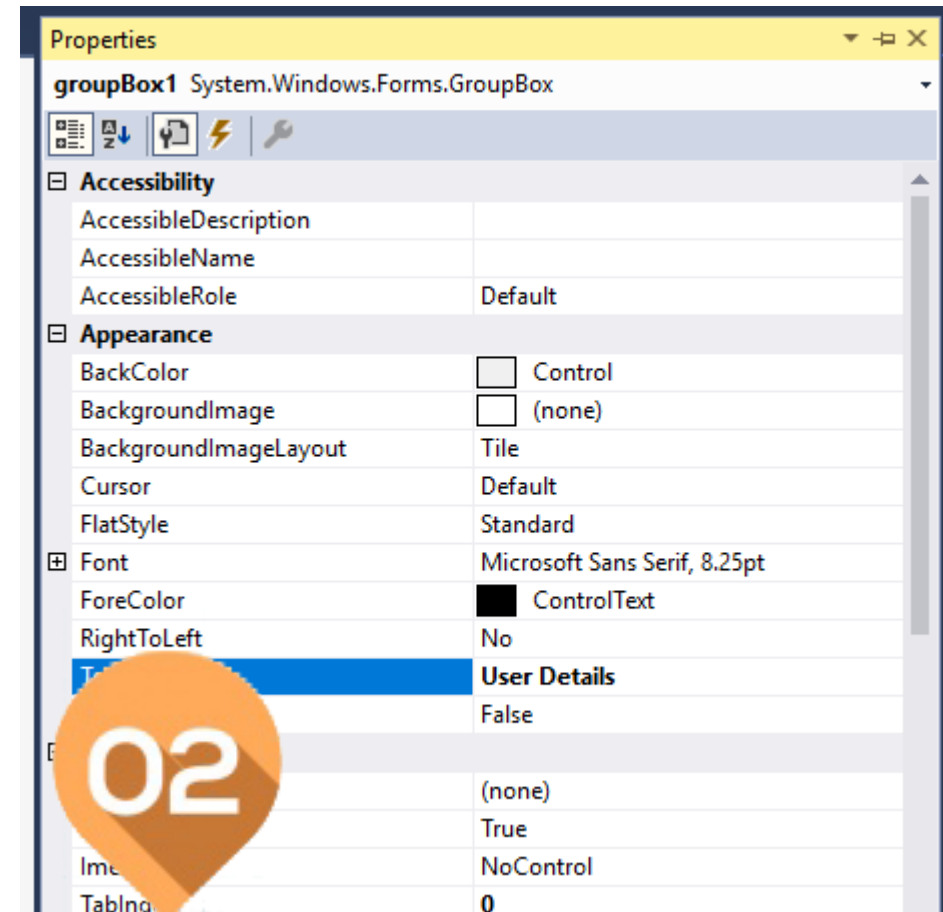 Properties
groupBox1 System.Windows.Forms.GroupBox
Accessibility
AccessibleDescription
AccessibleName
AccessibleRole Default
Appearance
BackColor Control
BackgroundImage (none)
BackgroundImageLayout Tile
Cursor Default
FlatStyle Standard
Font Microsoft Sans Serif, 8.25pt
ForeColor ControlText
RightToLeft No
User Details
False
02
(none)
True
NoControl
0